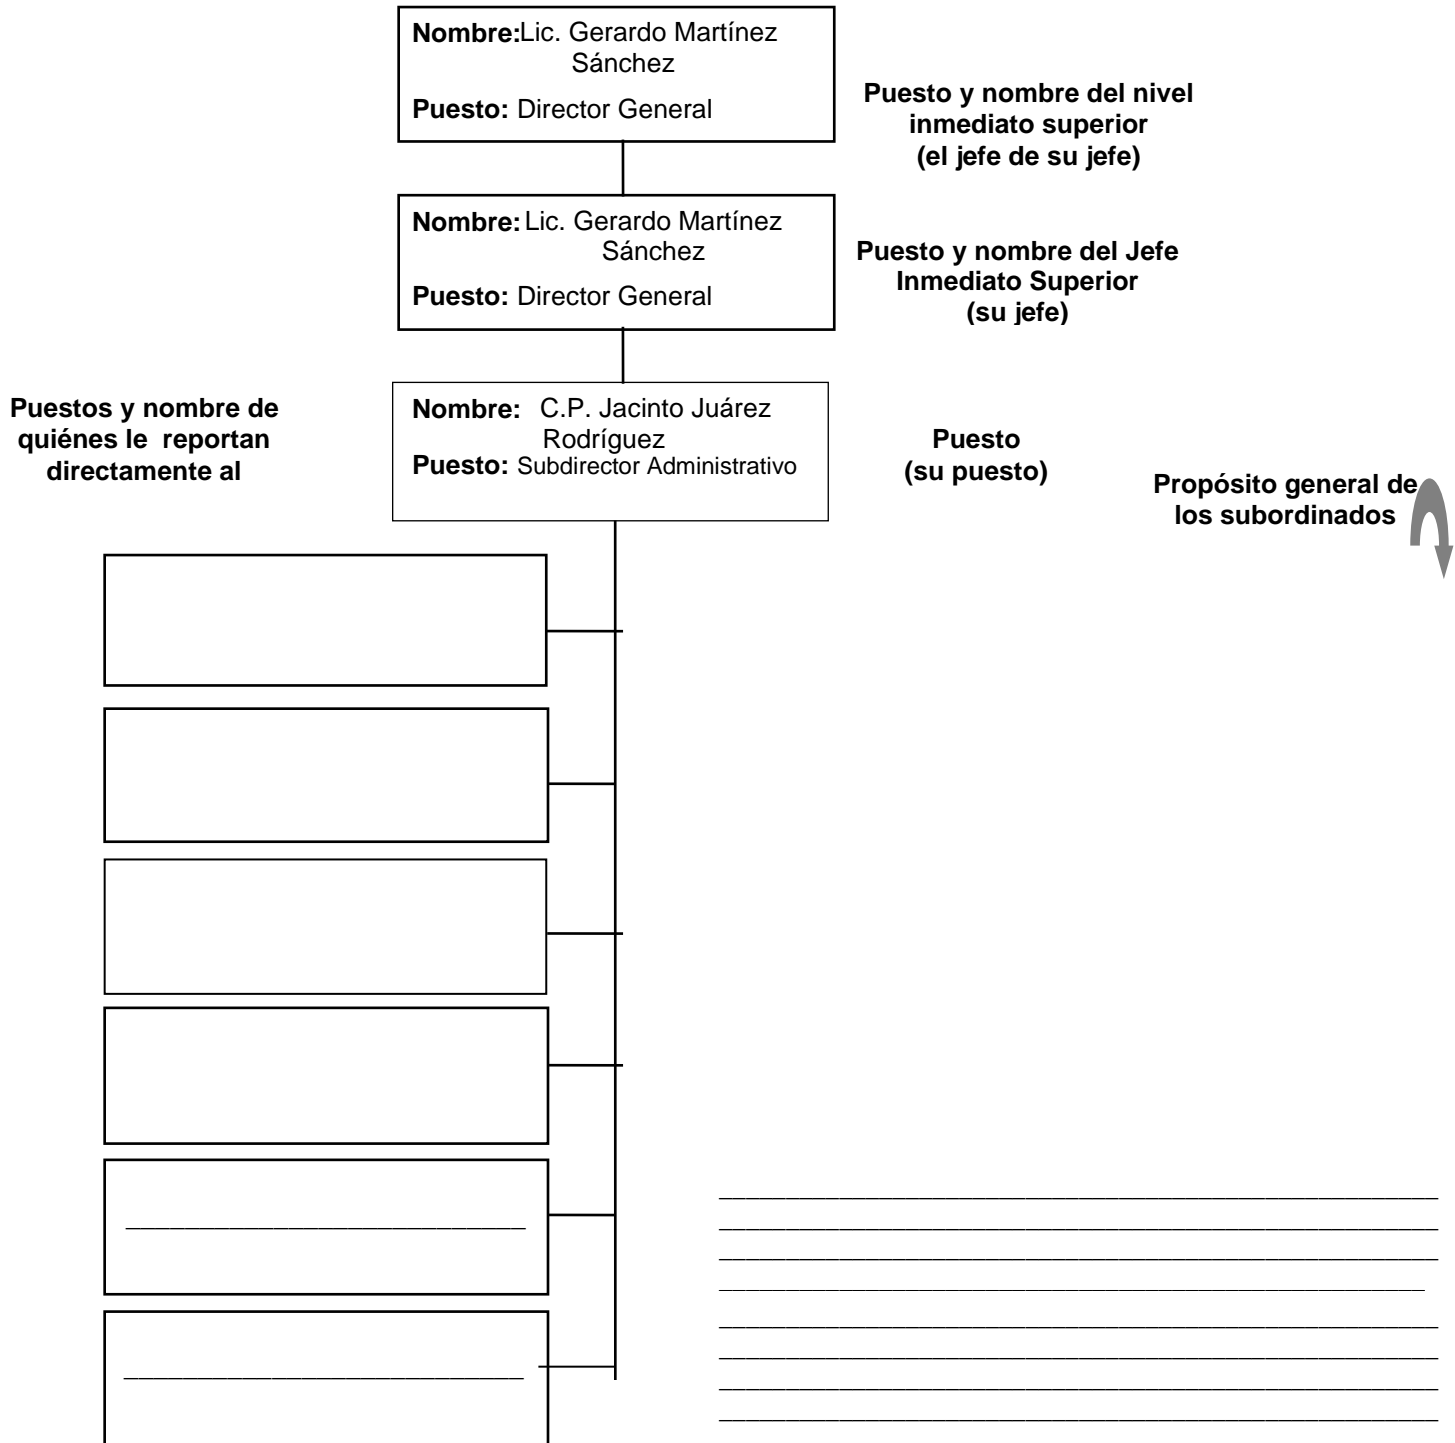 Nombre:Lic. Gerardo Martínez
Sánchez
Puesto: Director General
Puesto y nombre del nivel
inmediato superior
(el jefe de su jefe)
Nombre: Lic. Gerardo Martínez
Sánchez
Puesto: Director General
Puesto y nombre del Jefe
Inmediato Superior
(su jefe)
Puestos y nombre de
quiénes le reportan
directamente al
Nombre: C.P. Jacinto Juárez
Rodríguez
Puesto: Subdirector Administrativo
Puesto
(su puesto)
Propósito general de
los subordinados